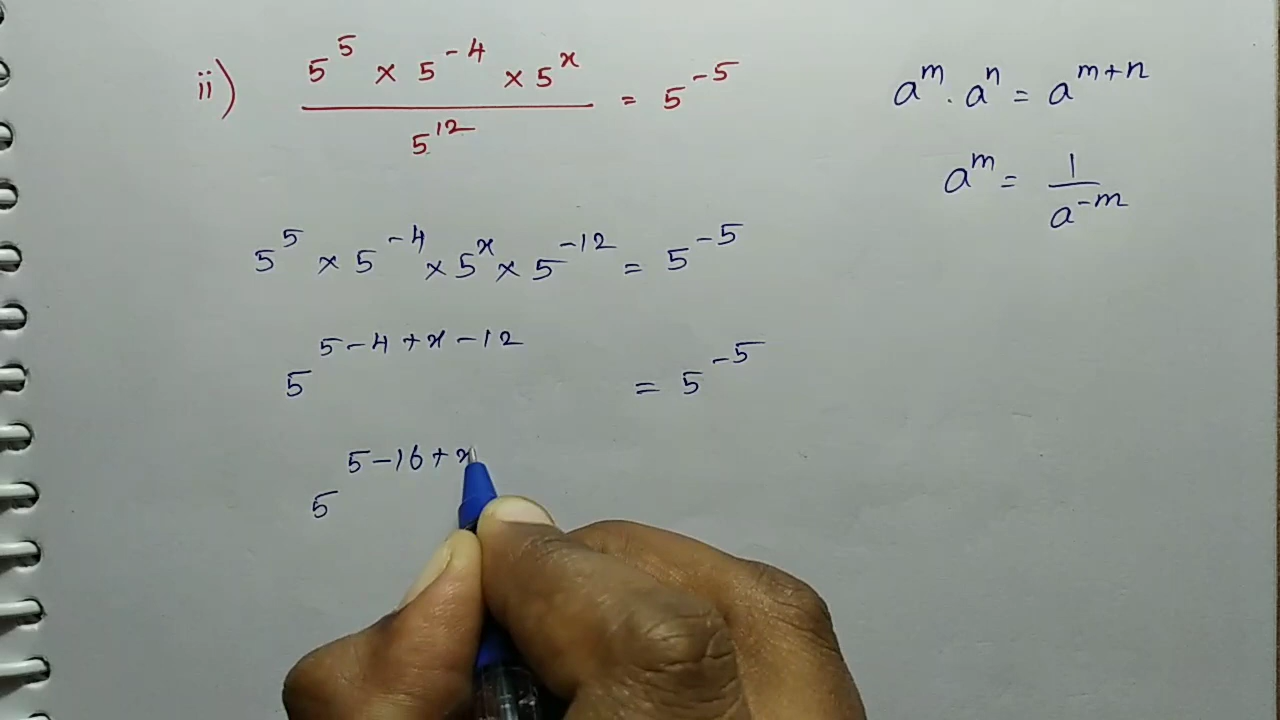 ii) 5^5 × 5^-4 × 5^x / 5^12 = 5^-5
a^m . a^n = a^m+n
a^m = 1 / a^-m
5^5 × 5^-4 × 5^x × 5^-12 = 5^-5
5^5-4+x-12 = 5^-5
5^5-16+x